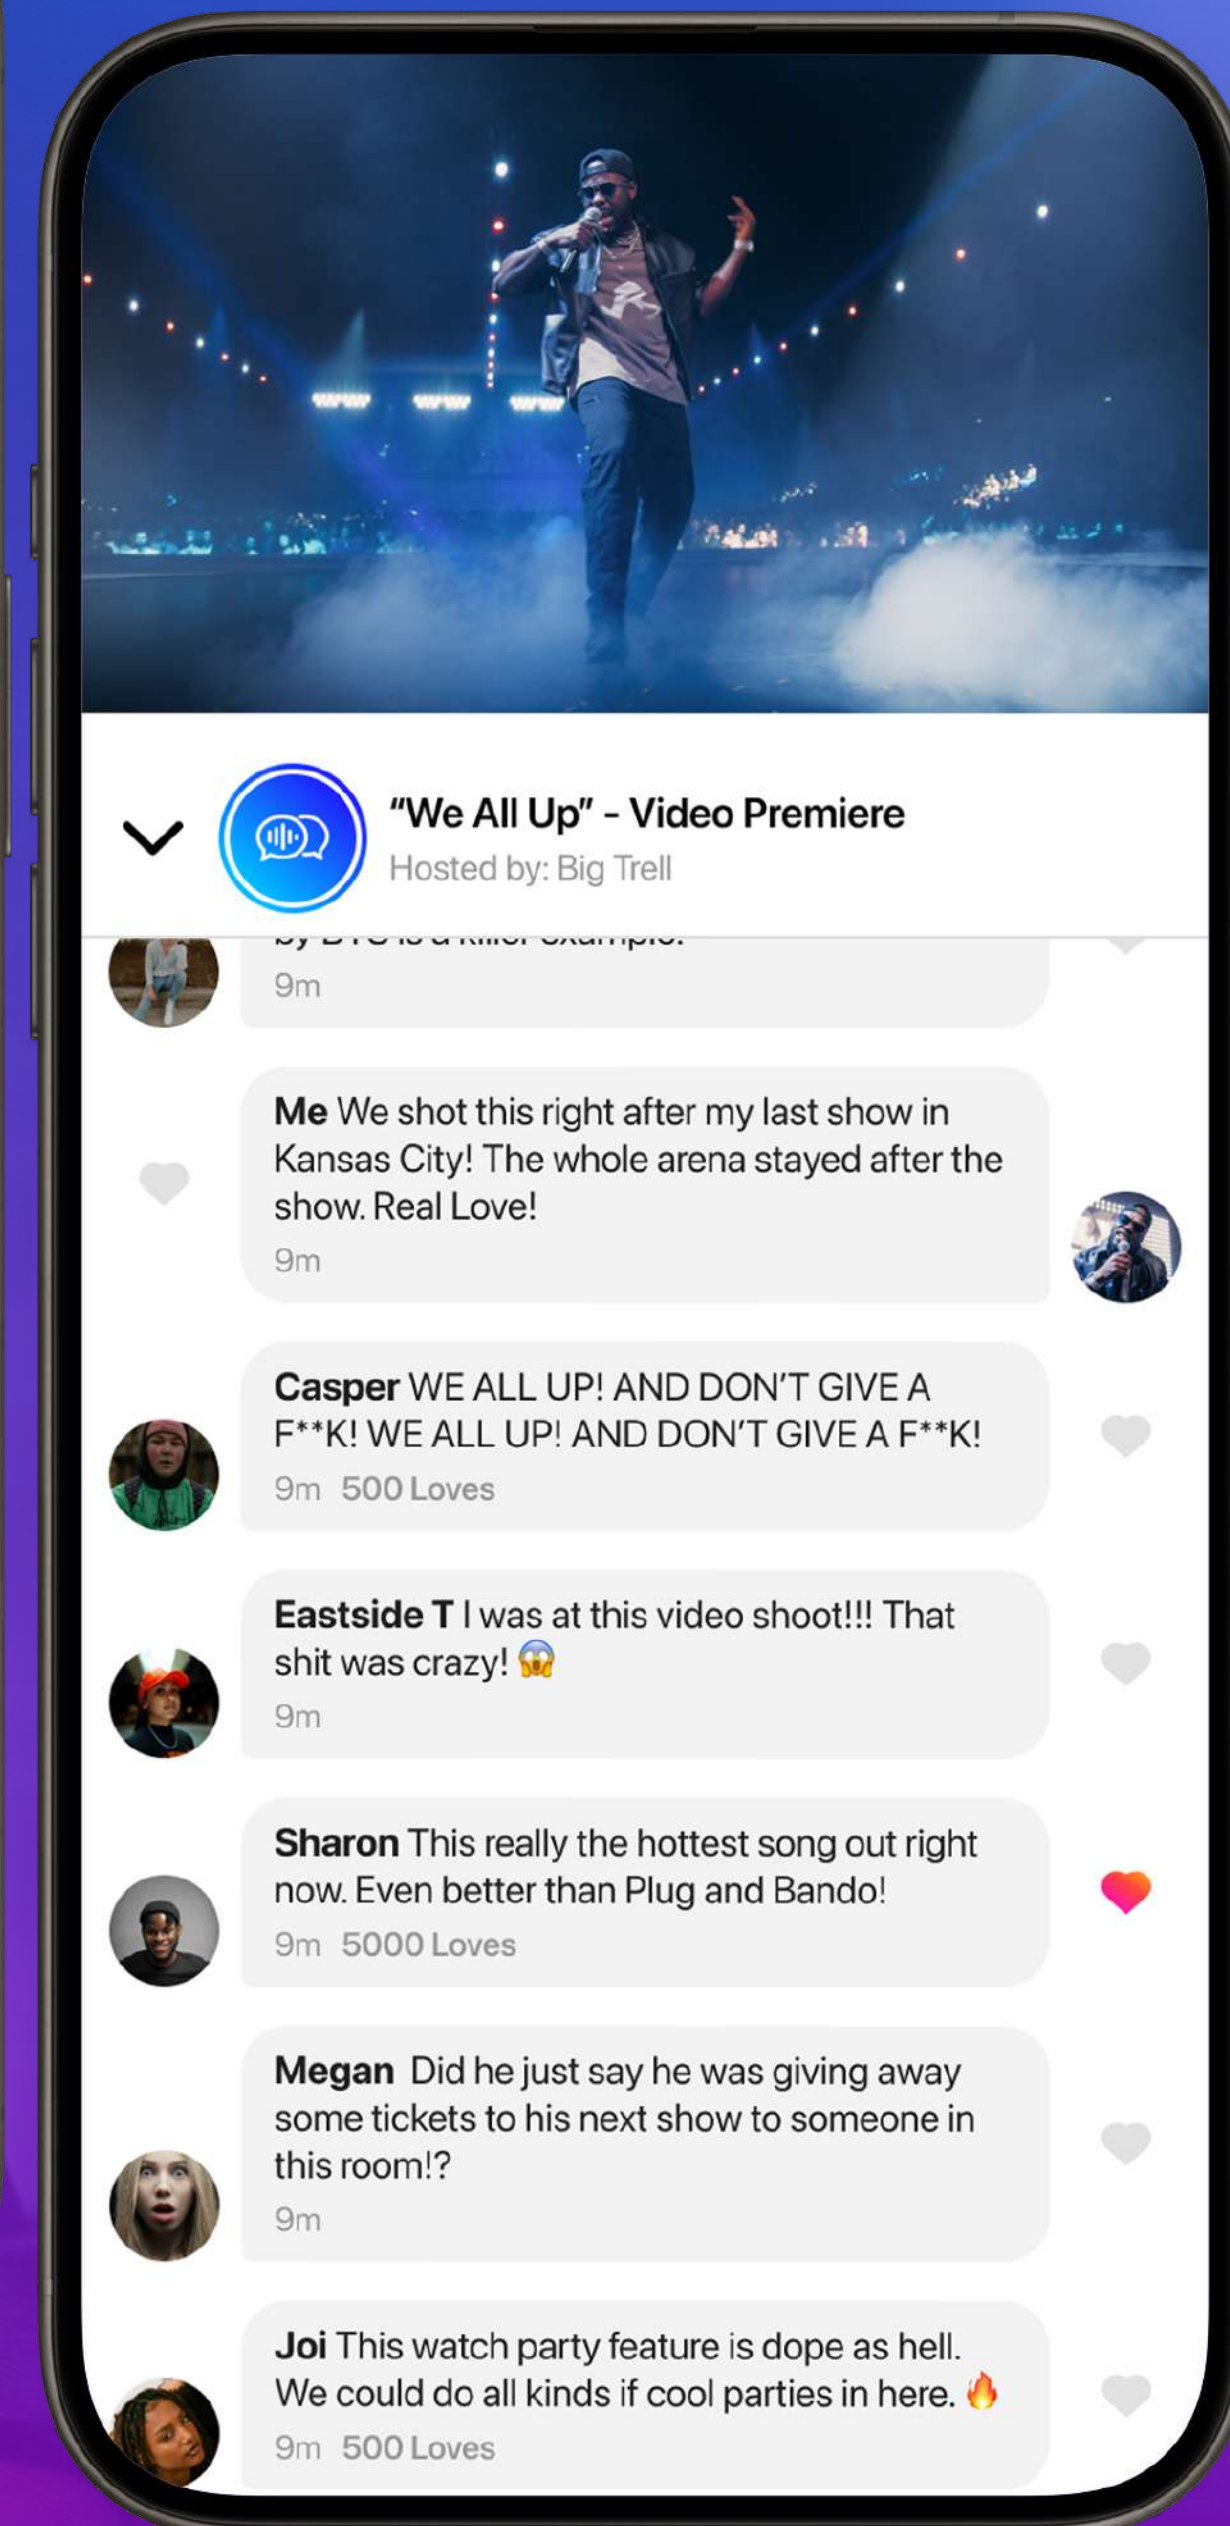 “We All Up” - Video Premiere
Hosted by: Big Trell
by BTS is a killer example.
9m
Me We shot this right after my last show in
Kansas City! The whole arena stayed after the
show. Real Love!
9m
Casper WE ALL UP! AND DON’T GIVE A
F**K! WE ALL UP! AND DON’T GIVE A F**K!
9m 500 Loves
Eastside T I was at this video shoot!!! That
shit was crazy! 😱
9m
Sharon This really the hottest song out right
now. Even better than Plug and Bando!
9m 5000 Loves
Megan Did he just say he was giving away
some tickets to his next show to someone in
this room!?
9m
Joi This watch party feature is dope as hell.
We could do all kinds if cool parties in here. 🔥
9m 500 Loves